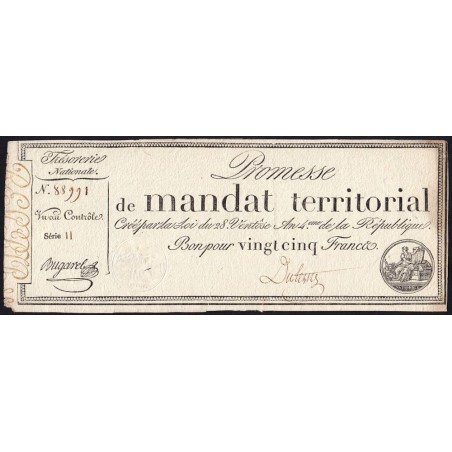 Trésorerie
Nationale.
N. 88991
Vu au Contrôle
Série 11
Bugarel
Promesse
de mandat territorial
Créé par la Loi du 28. Ventôse An 4.me de la République.
Bon pour vingt cinq Francs.